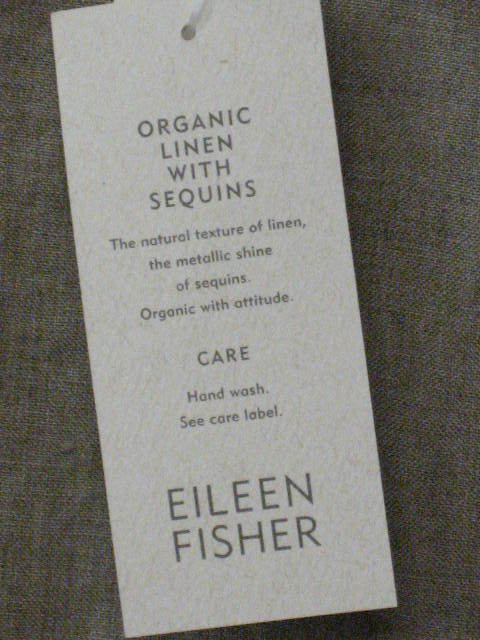 ORGANIC
LINEN
WITH
SEQUINS
The natural texture of linen,
the metallic shine
of sequins.
Organic with attitude.
CARE
Hand wash.
See care label.
EILEEN
FISHER